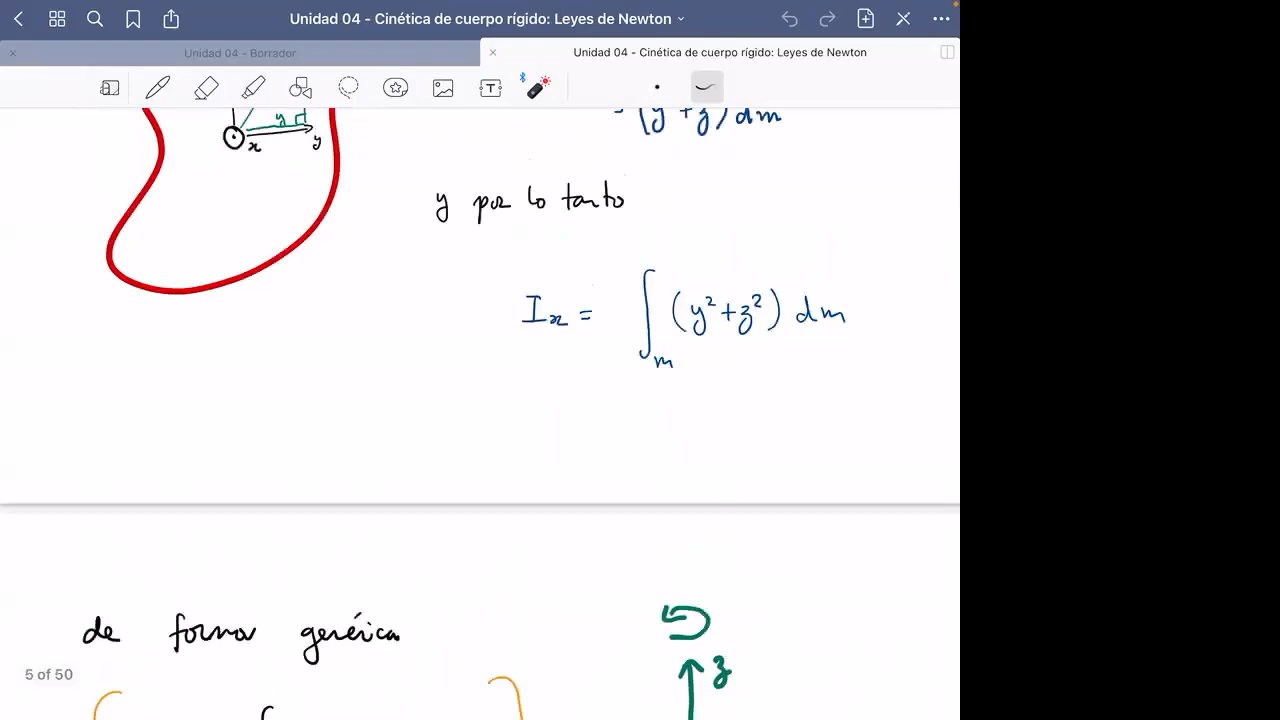 Unidad 04 - Cinética de cuerpo rígido: Leyes de Newton
Unidad 04 - Borrador
Unidad 04 - Cinética de cuerpo rígido: Leyes de Newton
T
y
x
y
(y + z) dm
y por lo tanto
Ix = ∫m (y² + z²) dm
de forma genérica
z
5 of 50